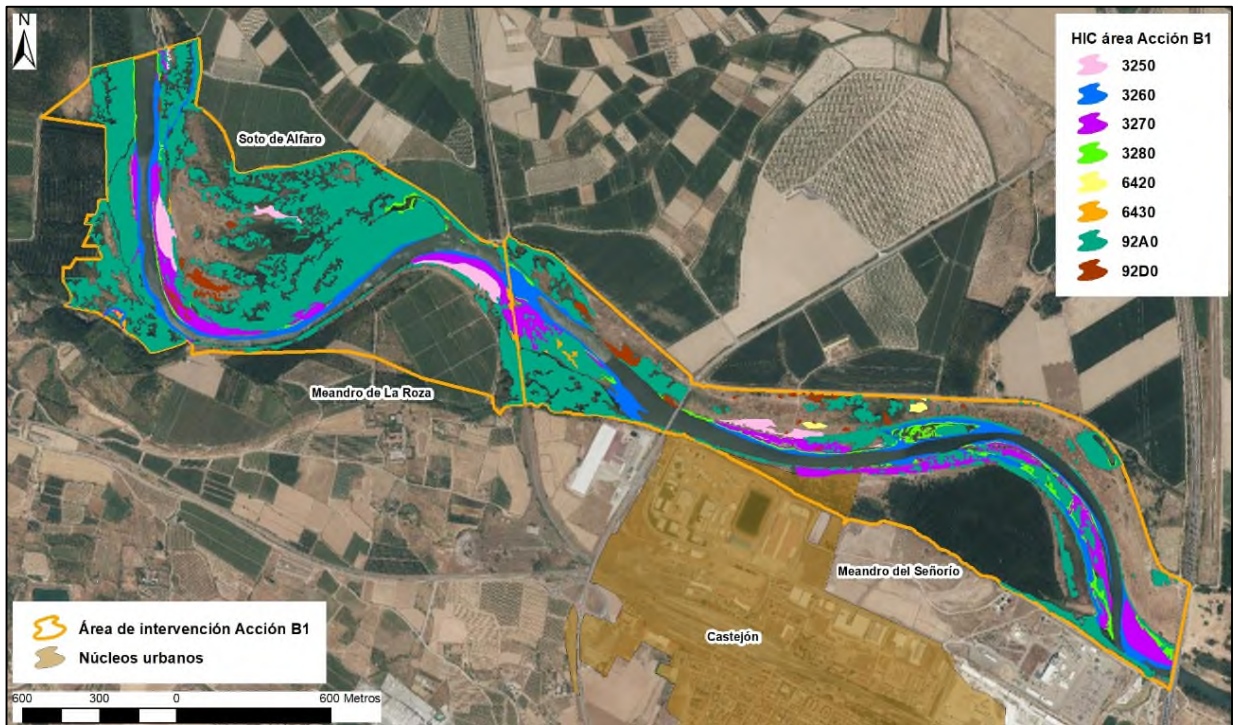 N
HIC área Acción B1
3250
3260
3270
3280
6420
6430
92A0
92D0
Soto de Alfaro
Meandro de La Roza
Meandro del Señorío
Castejón
Área de intervención Acción B1
Núcleos urbanos
600 300 0 600 Metros